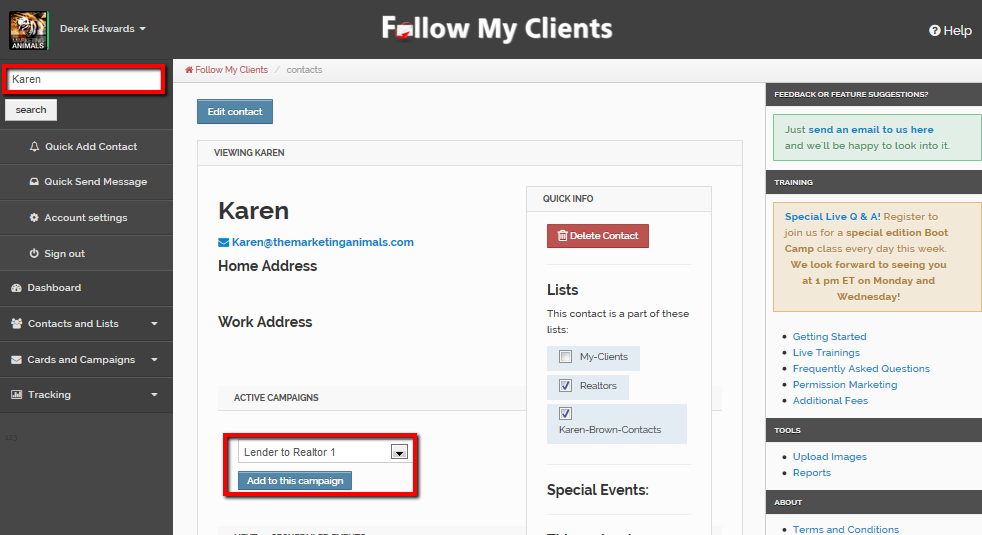 MARKETING
ANIMALS
Derek Edwards
Follow My Clients
Help
Karen
search
Quick Add Contact
Quick Send Message
Account settings
Sign out
Dashboard
Contacts and Lists
Cards and Campaigns
Tracking
123
Follow My Clients / contacts
Edit contact
VIEWING KAREN
Karen
Karen@themarketinganimals.com
Home Address
Work Address
ACTIVE CAMPAIGNS
Lender to Realtor 1
Add to this campaign
QUICK INFO
Delete Contact
Lists
This contact is a part of these
lists:
My-Clients
Realtors
Karen-Brown-Contacts
Special Events:
FEEDBACK OR FEATURE SUGGESTIONS?
Just send an email to us here
and we'll be happy to look into it.
TRAINING
Special Live Q & A! Register to
join us for a special edition Boot
Camp class every day this week.
We look forward to seeing you
at 1 pm ET on Monday and
Wednesday!
Getting Started
Live Trainings
Frequently Asked Questions
Permission Marketing
Additional Fees
TOOLS
Upload Images
Reports
ABOUT
Terms and Conditions